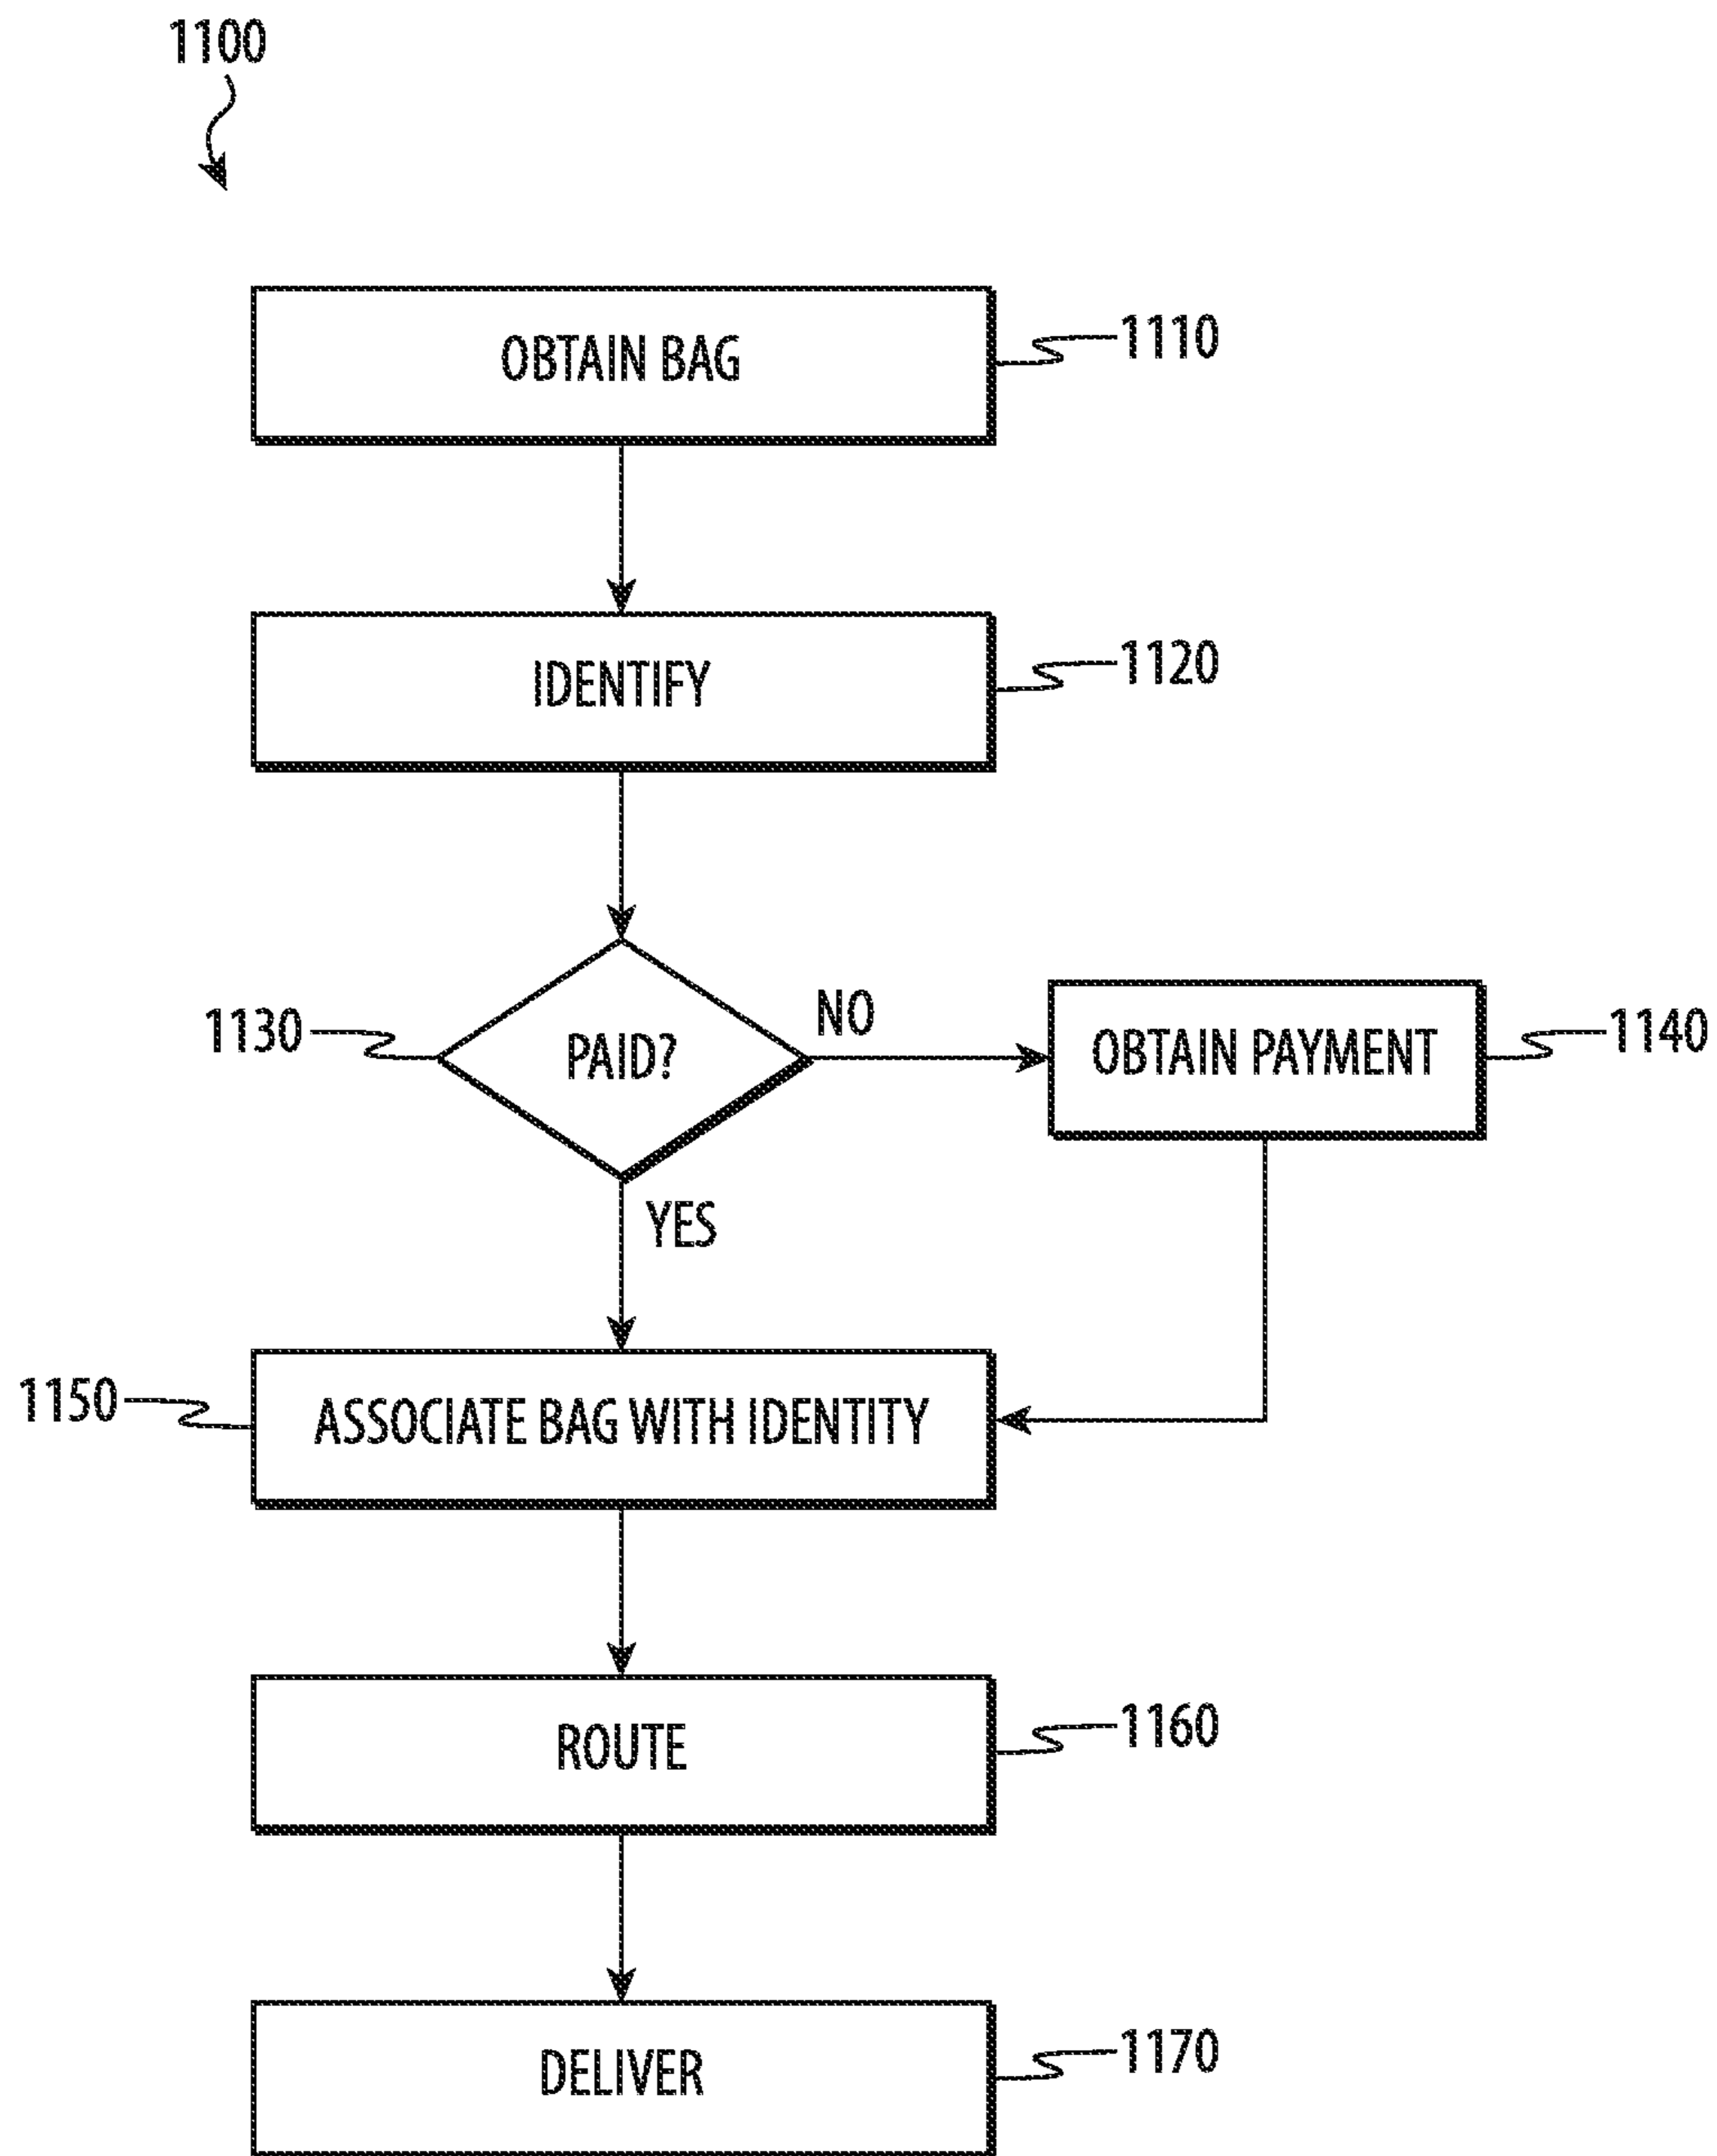 1100
OBTAIN BAG
1110
IDENTIFY
1120
1130
PAID?
NO
OBTAIN PAYMENT
1140
YES
1150
ASSOCIATE BAG WITH IDENTITY
ROUTE
1160
DELIVER
1170